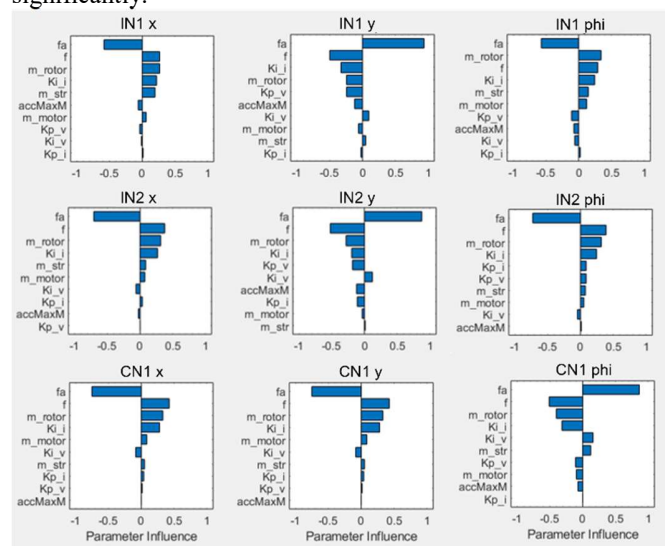 significantly.
IN1 x
IN1 y
IN1 phi
fa
f
m_rotor
Ki_i
m_str
accMaxM
m_motor
Kp_v
Ki_v
Kp_i
-1 -0.5 0 0.5 1
fa
f
Ki_i
m_rotor
Kp_v
accMaxM
Ki_v
m_motor
m_str
Kp_i
-1 -0.5 0 0.5 1
fa
m_rotor
f
Ki_i
m_str
m_motor
Kp_v
accMaxM
Ki_v
Kp_i
-1 -0.5 0 0.5 1
IN2 x
IN2 y
IN2 phi
fa
f
m_rotor
Ki_i
m_str
m_motor
Ki_v
Kp_i
accMaxM
Kp_v
-1 -0.5 0 0.5 1
fa
f
m_rotor
Ki_i
Kp_v
Ki_v
accMaxM
Kp_i
m_motor
m_str
-1 -0.5 0 0.5 1
fa
f
m_rotor
Ki_i
Kp_i
Kp_v
m_str
m_motor
Ki_v
accMaxM
-1 -0.5 0 0.5 1
CN1 x
CN1 y
CN1 phi
fa
f
m_rotor
Ki_i
m_motor
Ki_v
m_str
Kp_i
Kp_v
accMaxM
-1 -0.5 0 0.5 1
Parameter Influence
fa
f
m_rotor
Ki_i
m_motor
Ki_v
m_str
Kp_i
Kp_v
accMaxM
-1 -0.5 0 0.5 1
Parameter Influence
fa
f
m_rotor
Ki_i
Ki_v
m_str
Kp_v
m_motor
accMaxM
Kp_i
-1 -0.5 0 0.5 1
Parameter Influence